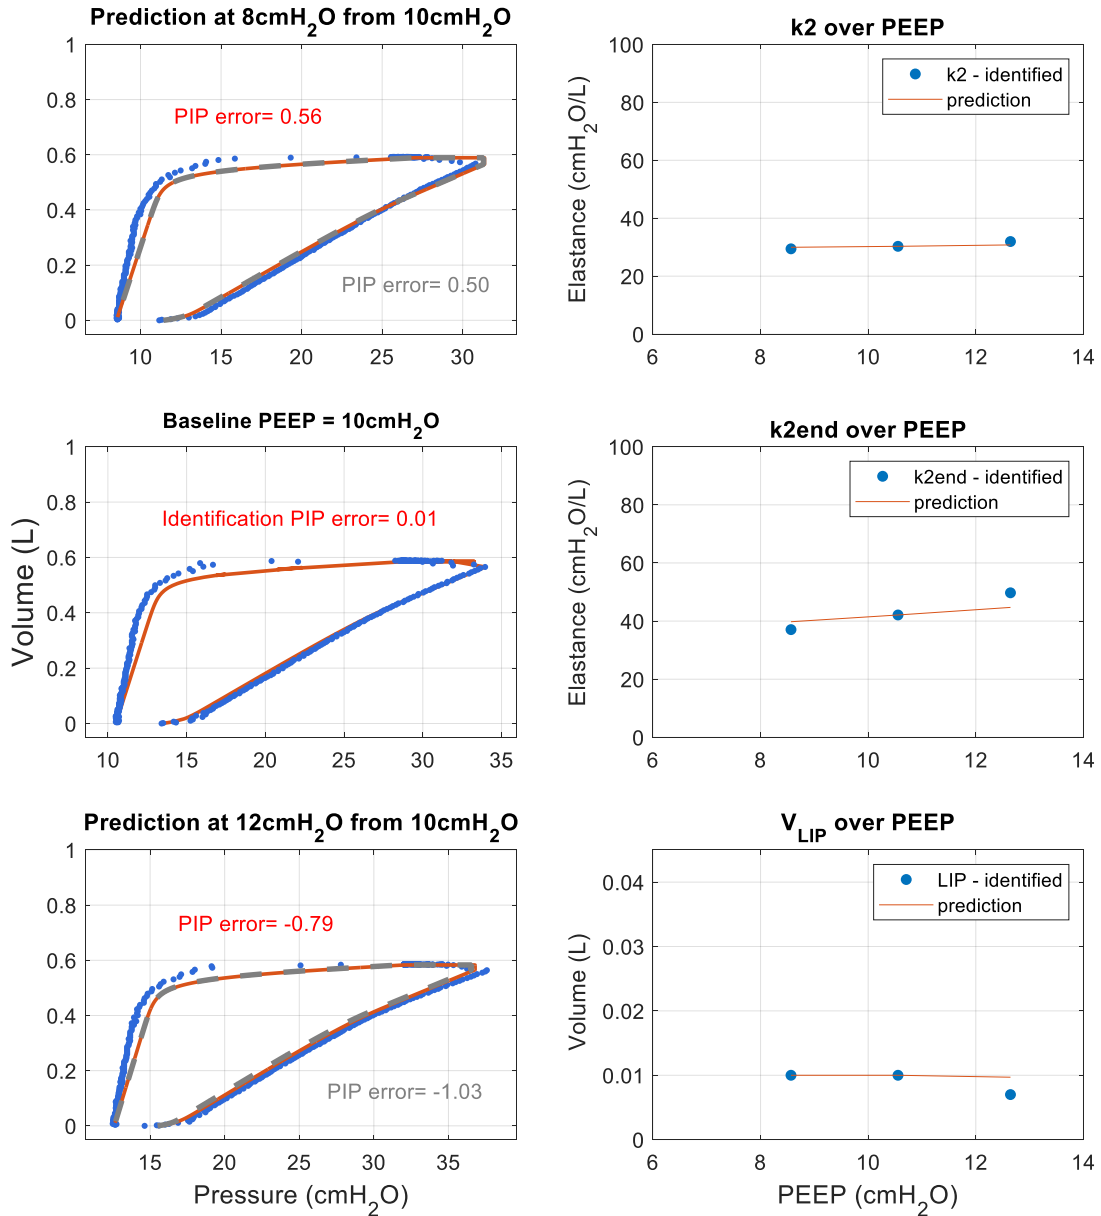 Prediction at 8cmH2O from 10cmH2O
1
0.8
0.6
0.4
0.2
0
PIP error= 0.56
PIP error= 0.50
10
15
20
25
30
k2 over PEEP
Elastance (cmH2O/L)
100
80
60
40
20
0
k2 - identified
prediction
6
8
10
12
14
Baseline PEEP = 10cmH2O
Volume (L)
1
0.8
0.6
0.4
0.2
0
Identification PIP error= 0.01
10
15
20
25
30
35
k2end over PEEP
Elastance (cmH2O/L)
100
80
60
40
20
0
k2end - identified
prediction
6
8
10
12
14
Prediction at 12cmH2O from 10cmH2O
1
0.8
0.6
0.4
0.2
0
PIP error= -0.79
PIP error= -1.03
15
20
25
30
35
Pressure (cmH2O)
VLIP over PEEP
Volume (L)
0.04
0.03
0.02
0.01
0
LIP - identified
prediction
6
8
10
12
14
PEEP (cmH2O)